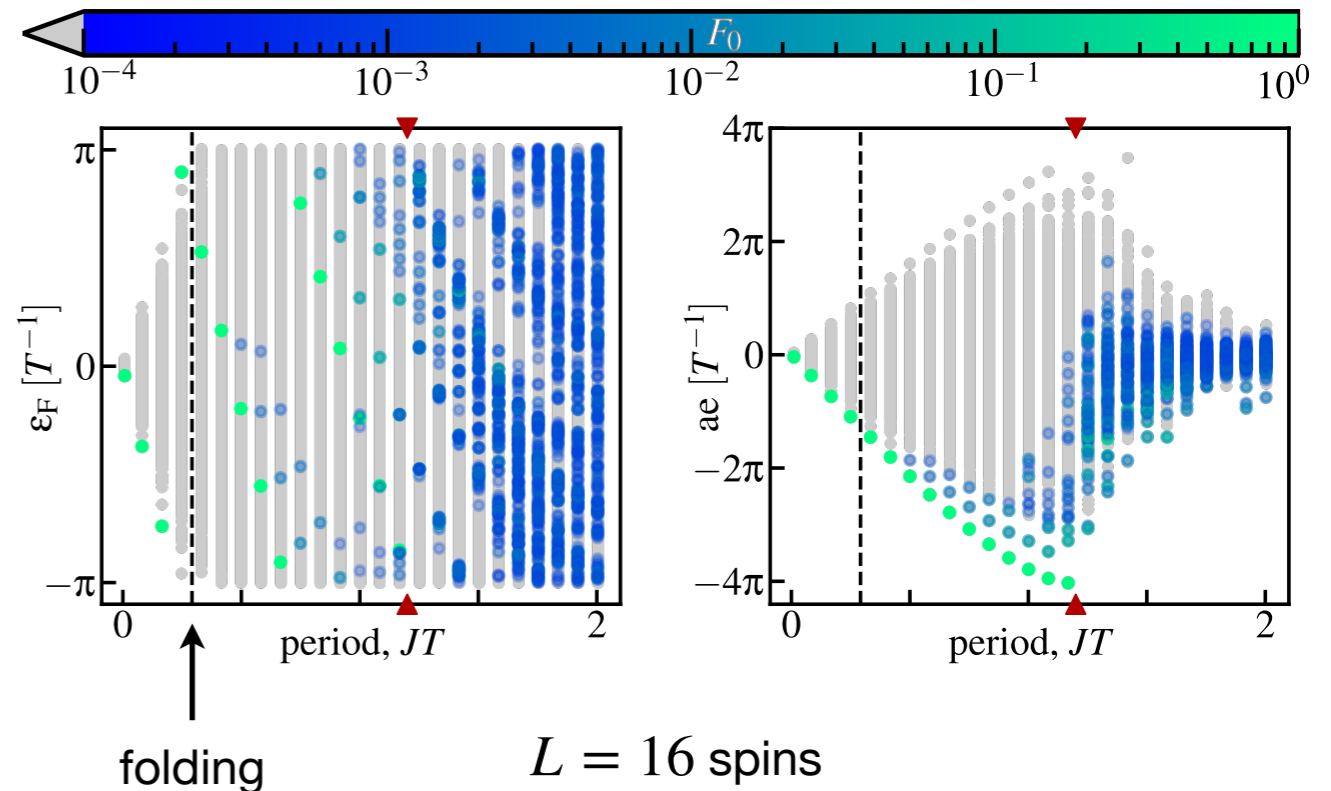 F₀
10⁻⁴ 10⁻³ 10⁻² 10⁻¹ 10⁰
π
0
−π
ε_F [T⁻¹]
0 2
period, JT
4π
2π
0
−2π
−4π
ae [T⁻¹]
0 2
period, JT
folding
L = 16 spins